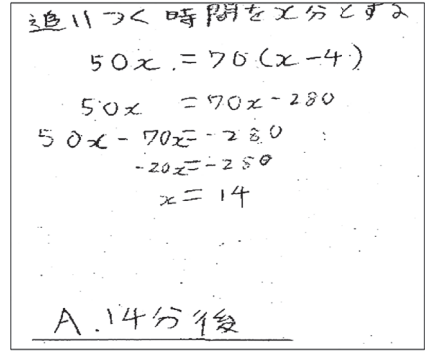 追いつく時間をx分とする
50x = 70(x-4)
50x = 70x-280
50x-70x=-280
-20x=-280
x=14
A.14分後